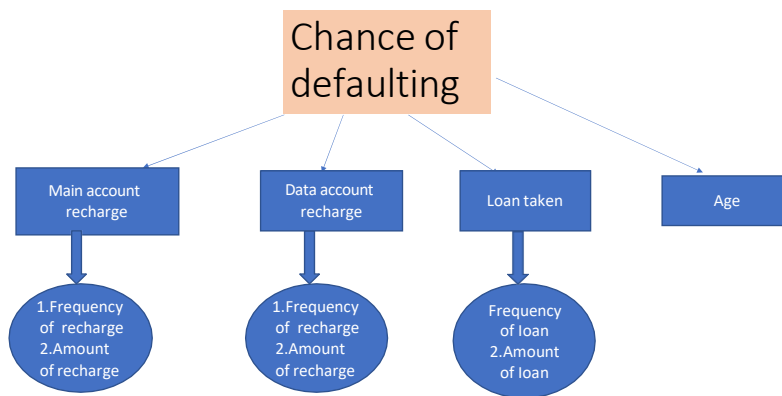 Chance of
defaulting
Main account
recharge
Data account
recharge
Loan taken
Age
1.Frequency
of recharge
2.Amount
of recharge
1.Frequency
of recharge
2.Amount
of recharge
Frequency
of loan
2.Amount
of loan